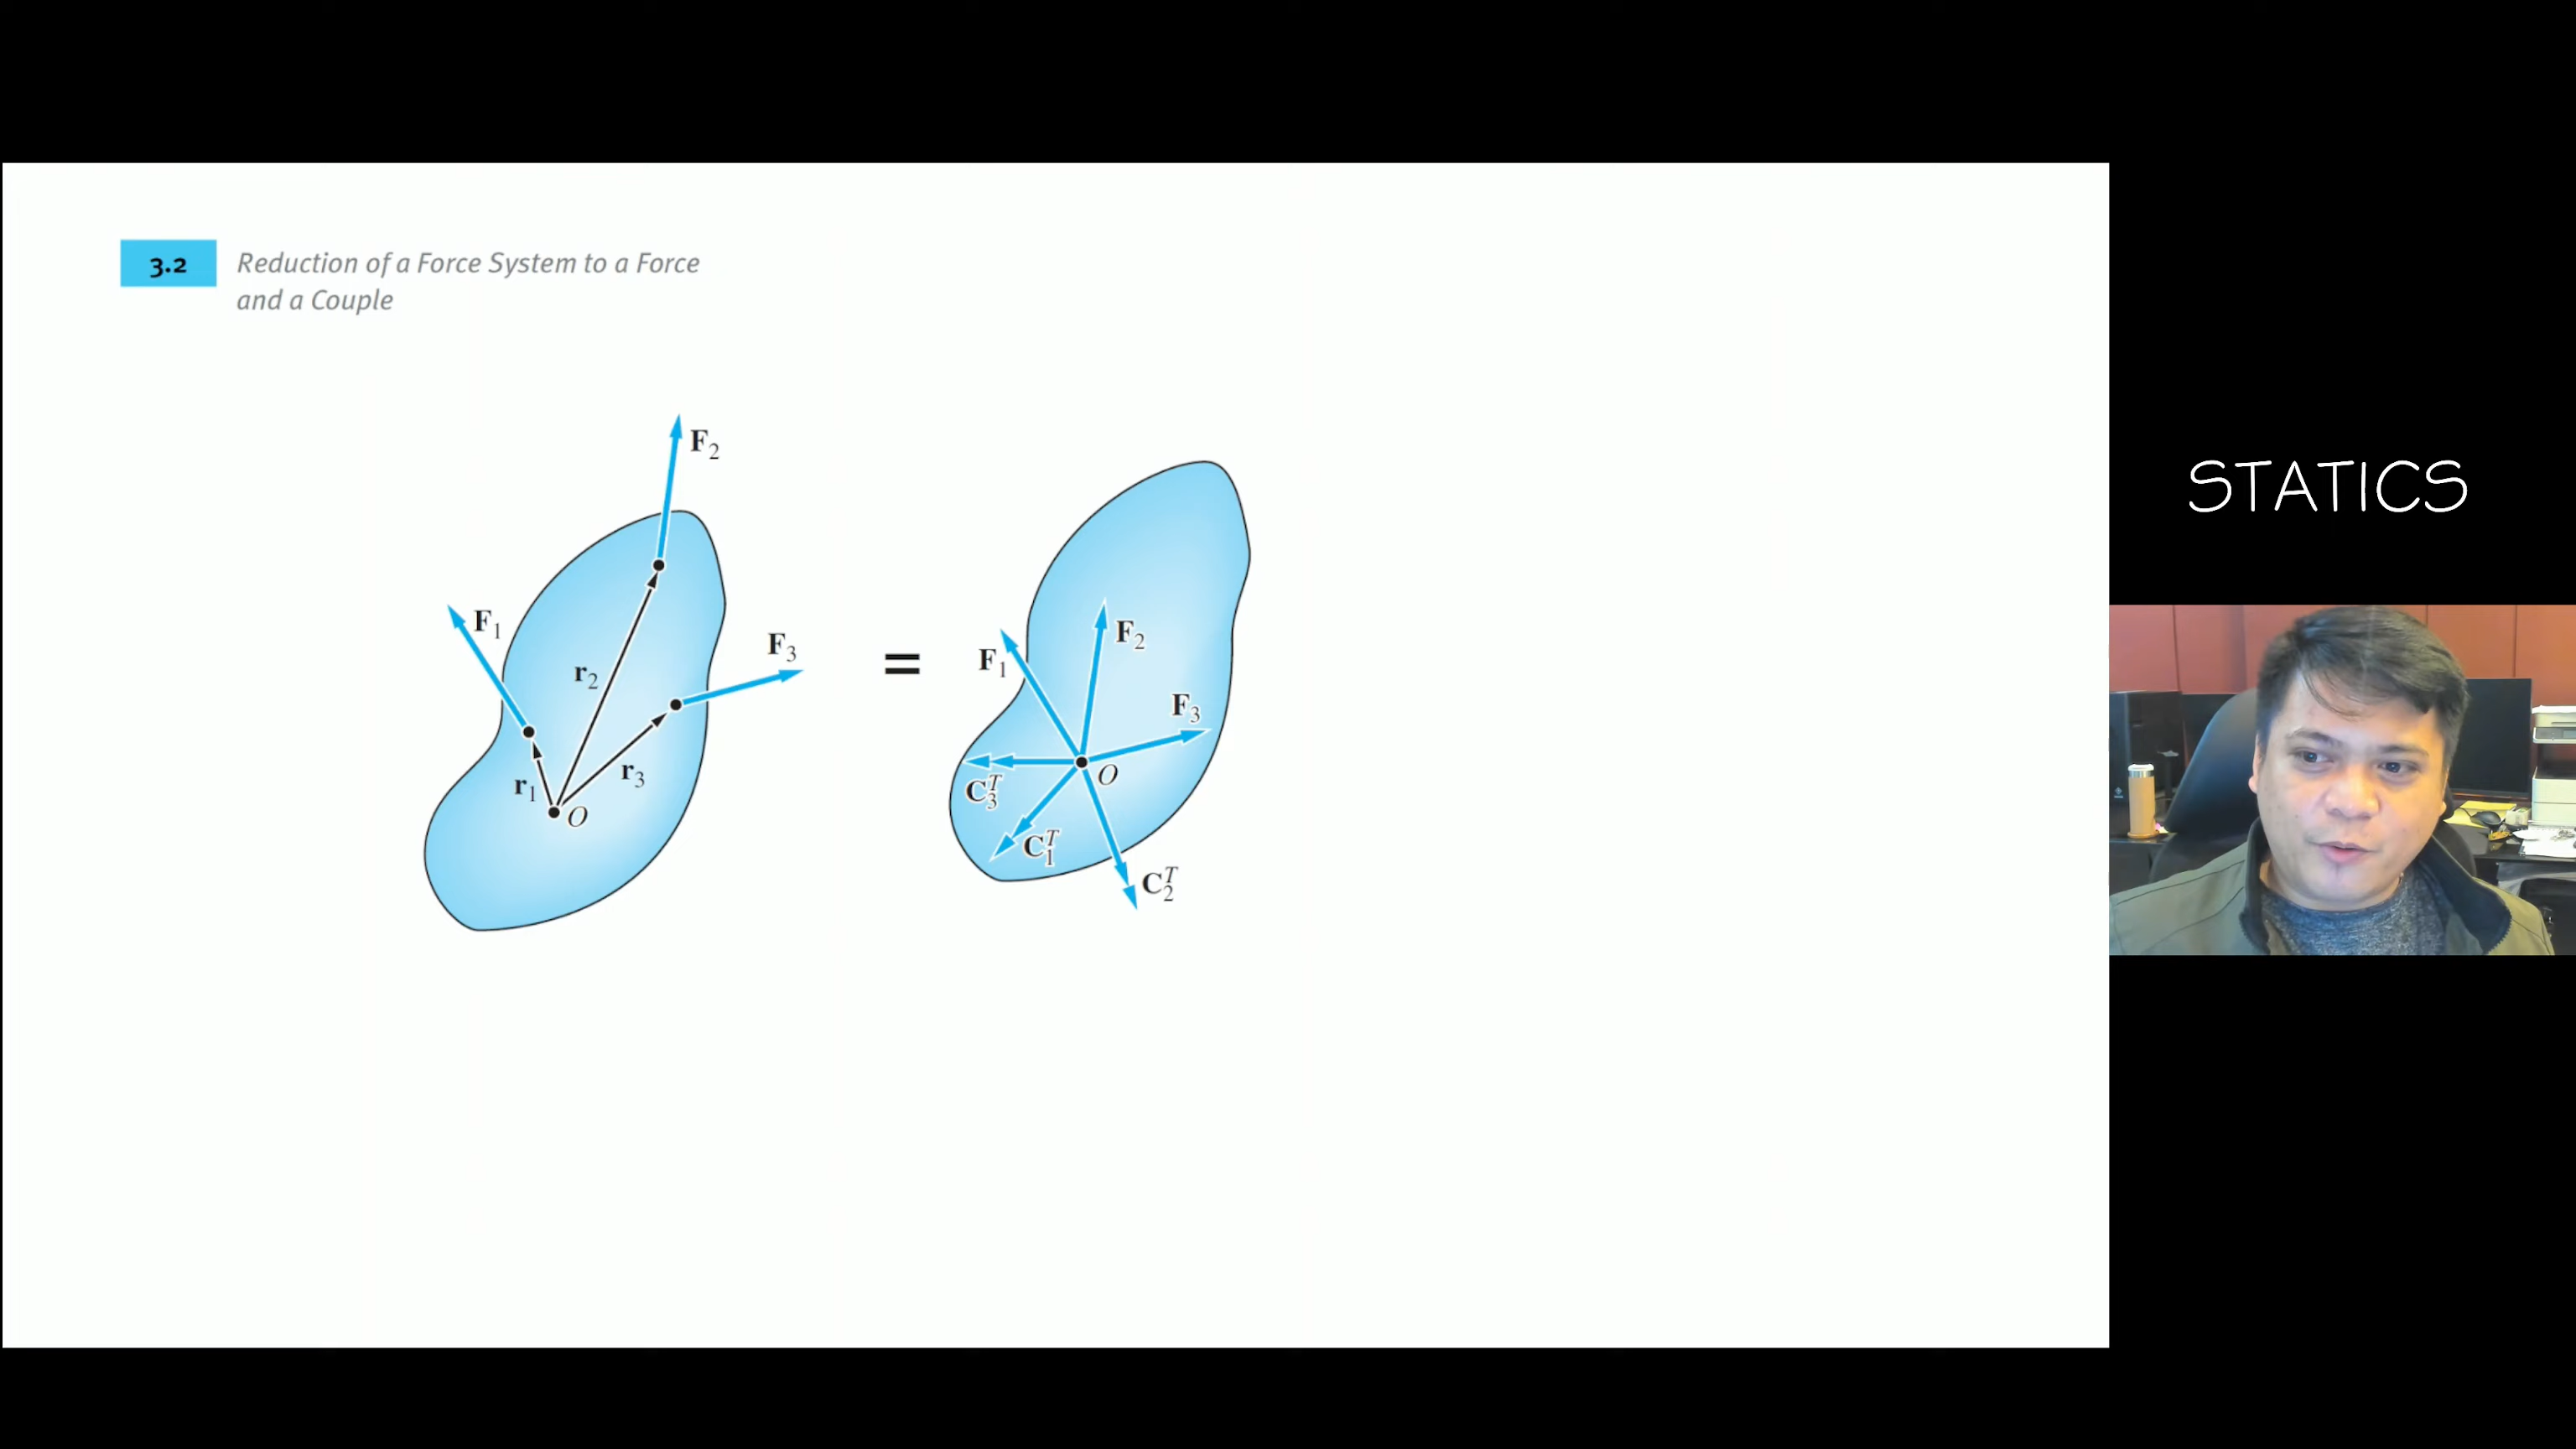 3.2 Reduction of a Force System to a Force
and a Couple
F₂
F₁
F₃
r₂
r₃
r₁
O
=
F₂
F₁
F₃
O
C₃ᵀ
C₁ᵀ
C₂ᵀ
STATICS